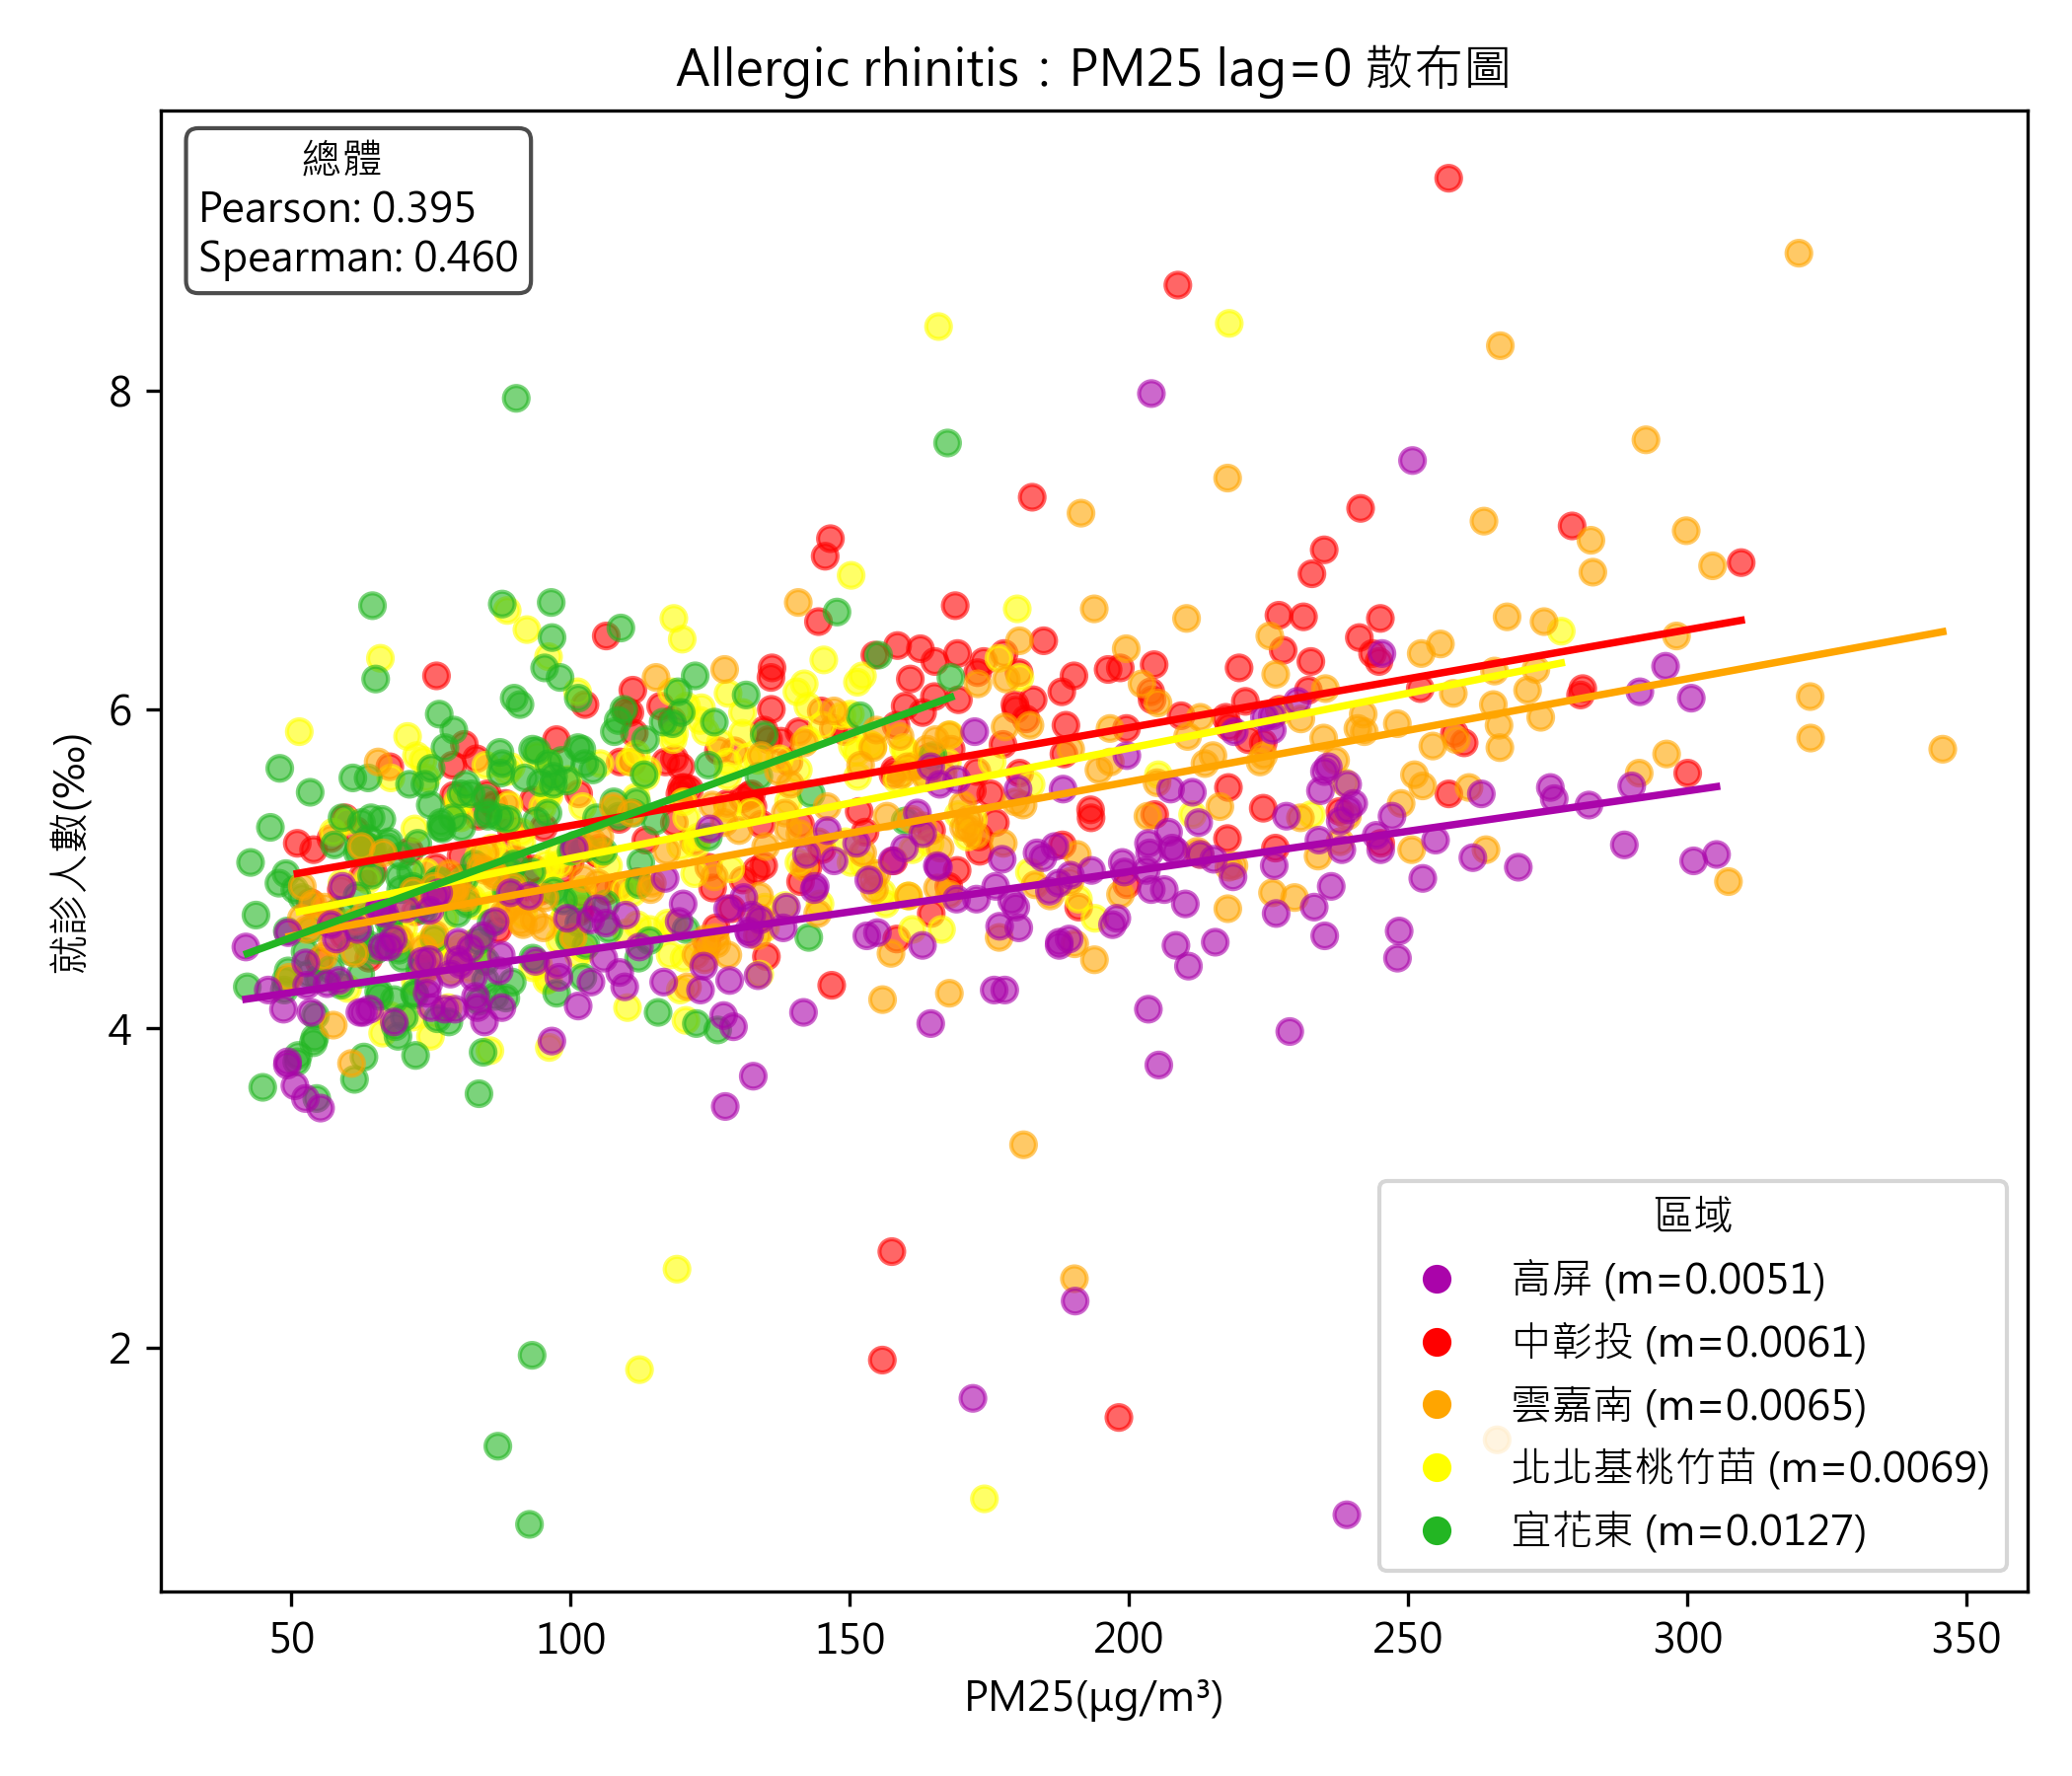 Allergic rhinitis：PM25 lag=0 散布圖
總體
Pearson: 0.395
Spearman: 0.460
就診人數(‰)
8
6
4
2
區域
高屏 (m=0.0051)
中彰投 (m=0.0061)
雲嘉南 (m=0.0065)
北北基桃竹苗 (m=0.0069)
宜花東 (m=0.0127)
50 100 150 200 250 300 350
PM25(μg/m³)